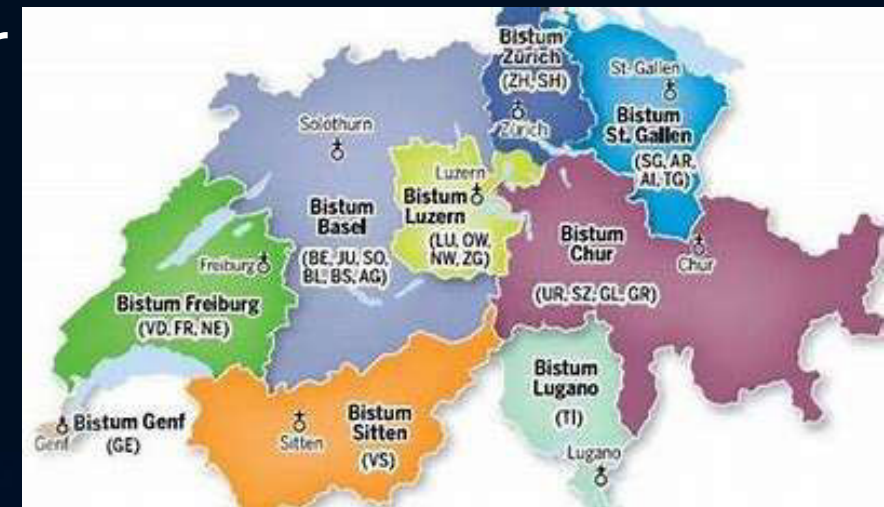 r
Bistum
Zürich
(ZH, SH)
Zürich
St. Gallen
Bistum
St. Gallen
(SG, AR,
AI, TG)
Solothurn
Bistum
Basel
(BE, JU, SO,
BL, BS, AG)
Luzern
Bistum
Luzern
(LU, OW,
NW, ZG)
Bistum
Chur
(UR, SZ, GL, GR)
Chur
Freiburg
Bistum Freiburg
(VD, FR, NE)
Genf
Bistum Genf
(GE)
Sitten
Bistum
Sitten
(VS)
Bistum
Lugano
(TI)
Lugano